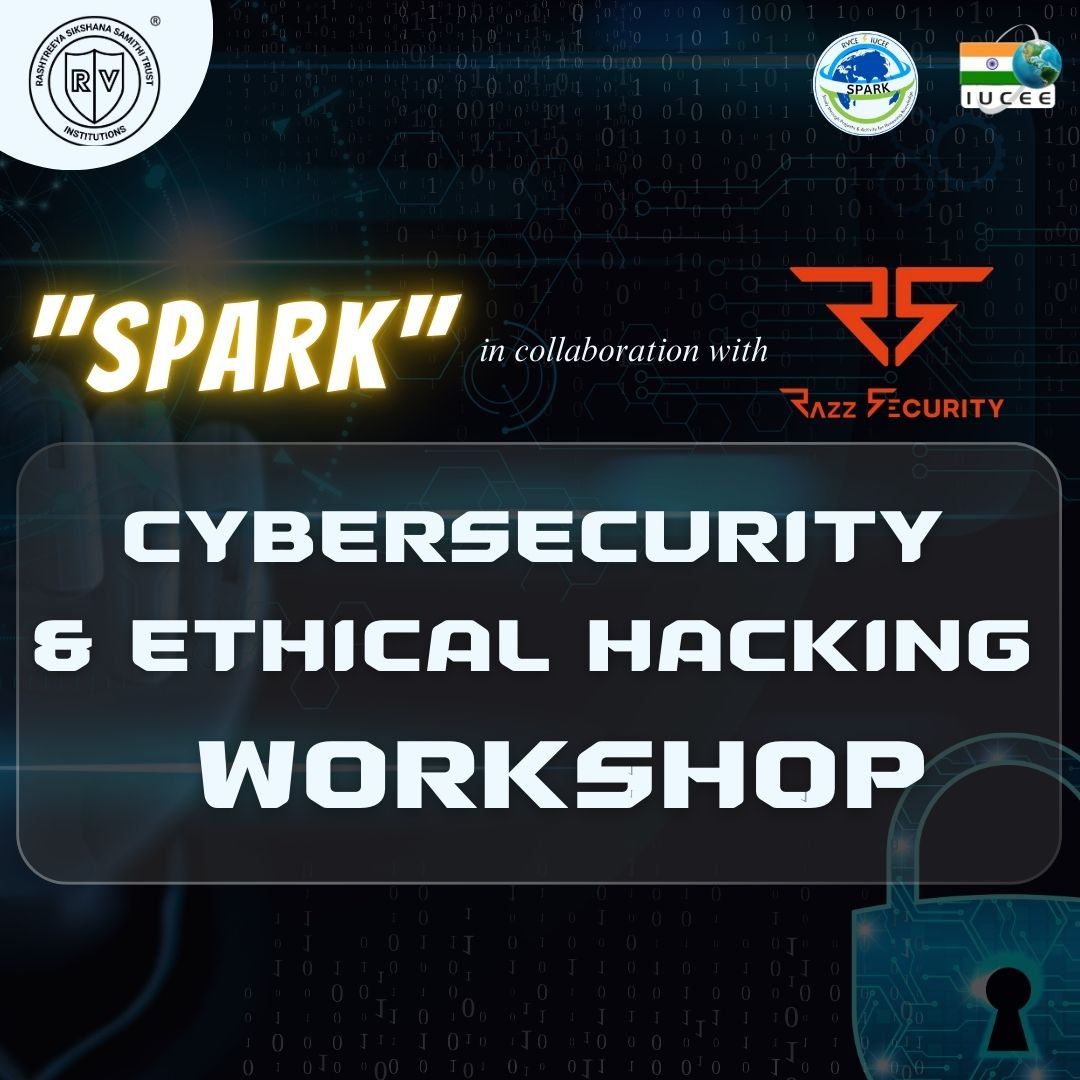 RASHTREEYA SIKSHANA SAMITHI TRUST
®
RV
INSTITUTIONS
RVCE ⚡ IUCEE
SPARK
IUCEE
"SPARK"
in collaboration with
RS
RAZZ SECURITY
CYBERSECURITY
& ETHICAL HACKING
WORKSHOP